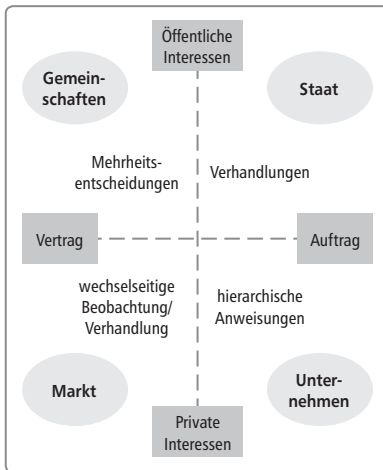 Öffentliche
Interessen
Gemein-
schaften
Staat
Mehrheits-
entscheidungen
Verhandlungen
Vertrag
Auftrag
wechselseitige
Beobachtung/
Verhandlung
hierarchische
Anweisungen
Markt
Unter-
nehmen
Private
Interessen